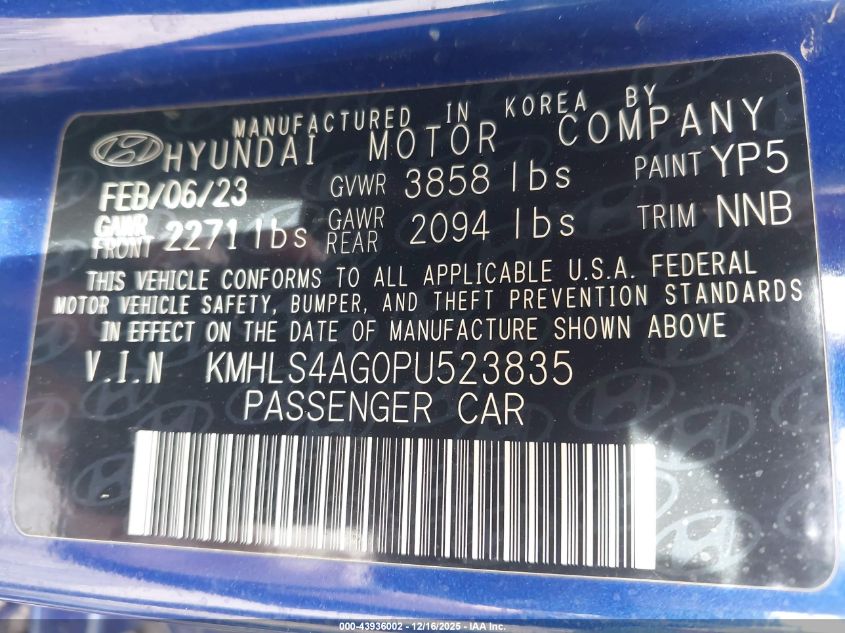 MANUFACTURED IN KOREA BY
HYUNDAI MOTOR COMPANY
FEB/06/23 GVWR 3858 lbs PAINT YP5
GAWR FRONT 2271 lbs GAWR REAR 2094 lbs TRIM NNB
THIS VEHICLE CONFORMS TO ALL APPLICABLE U.S.A. FEDERAL
MOTOR VEHICLE SAFETY, BUMPER, AND THEFT PREVENTION STANDARDS
IN EFFECT ON THE DATE OF MANUFACTURE SHOWN ABOVE
V.I.N KMHLS4AG0PU523835
PASSENGER CAR
000-43936002 - 12/16/2025 - IAA Inc.